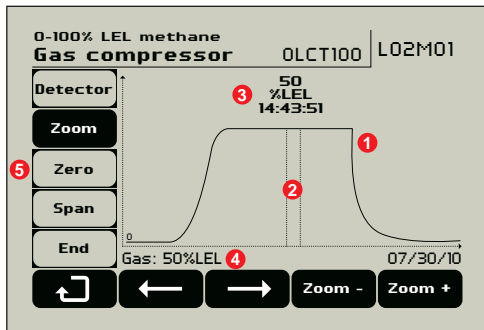 0-100% LEL methane
Gas compressor OLCT100 L02M01
50
%LEL
14:43:51
3
1
2
5
Detector
Zoom
Zero
Span
End
0
Gas: 50%LEL 4 07/30/10
Zoom - Zoom +